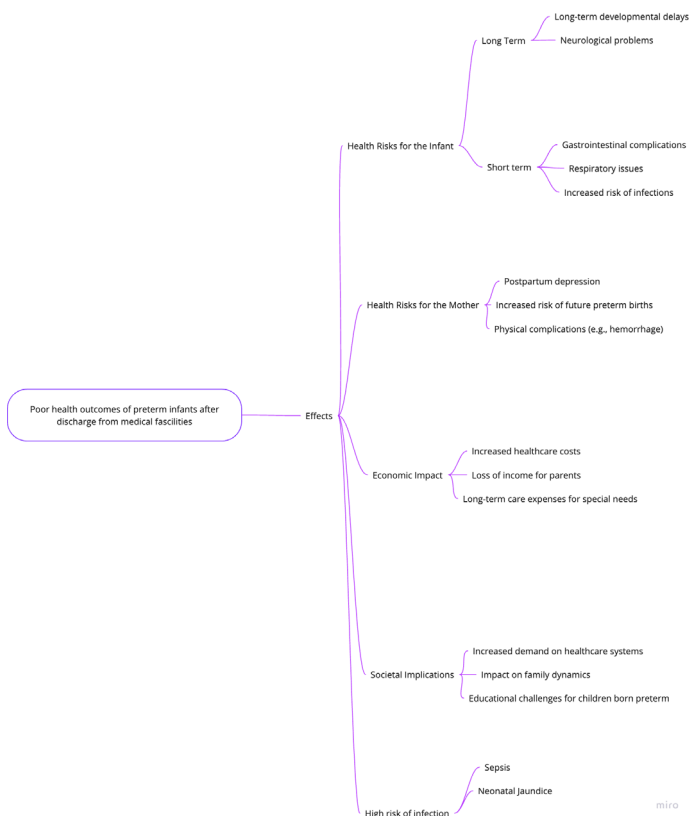 Long-term developmental delays
Long Term
Neurological problems
Health Risks for the Infant
Gastrointestinal complications
Short term
Respiratory issues
Increased risk of infections
Postpartum depression
Health Risks for the Mother
Increased risk of future preterm births
Physical complications (e.g., hemorrhage)
Poor health outcomes of preterm infants after
discharge from medical fascilities
Effects
Increased healthcare costs
Economic Impact
Loss of income for parents
Long-term care expenses for special needs
Increased demand on healthcare systems
Societal Implications
Impact on family dynamics
Educational challenges for children born preterm
Sepsis
Neonatal Jaundice
High risk of infection
miro